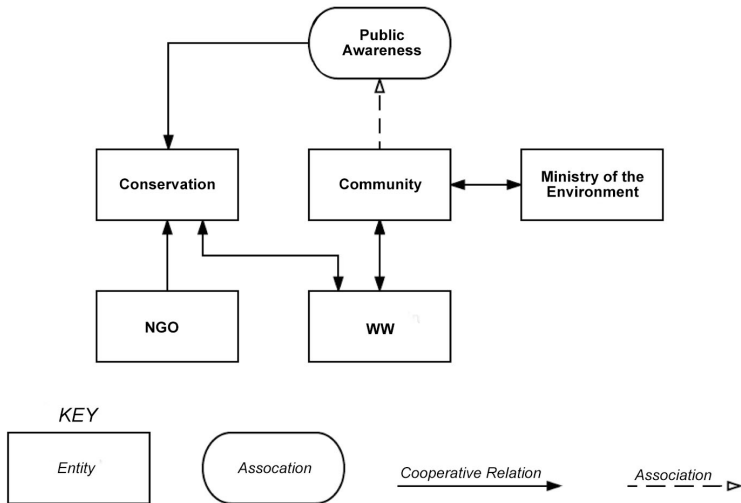 Public
Awareness
Conservation
Community
Ministry of the
Environment
NGO
WW
KEY
Entity
Assocation
Cooperative Relation
Association